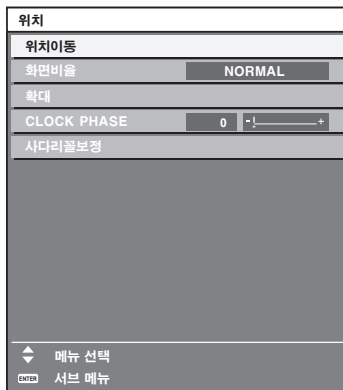 위치
위치이동
화면비율 NORMAL
확대
CLOCK PHASE 0 - +
사다리꼴보정
메뉴 선택
ENTER 서브 메뉴